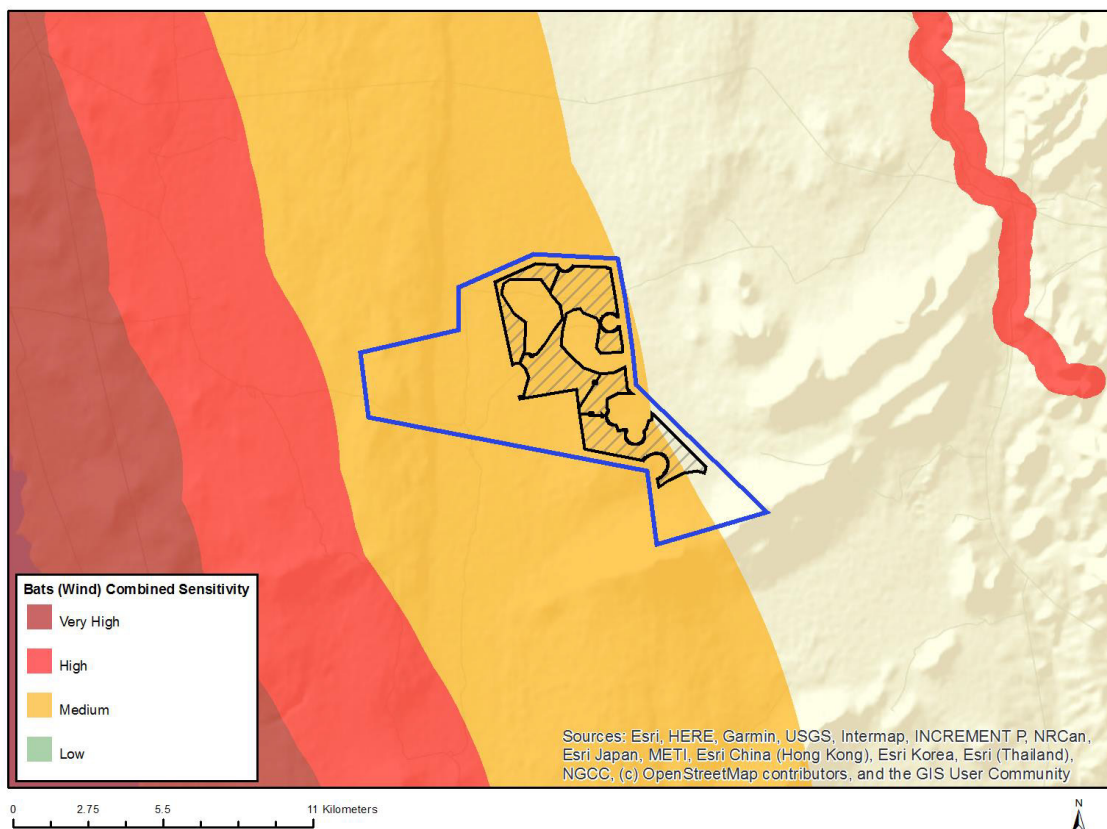 Bats (Wind) Combined Sensitivity
Very High
High
Medium
Low
Sources: Esri, HERE, Garmin, USGS, Intermap, INCREMENT P, NRCan,
Esri Japan, METI, Esri China (Hong Kong), Esri Korea, Esri (Thailand),
NGCC, (c) OpenStreetMap contributors, and the GIS User Community
0 2.75 5.5 11 Kilometers
N